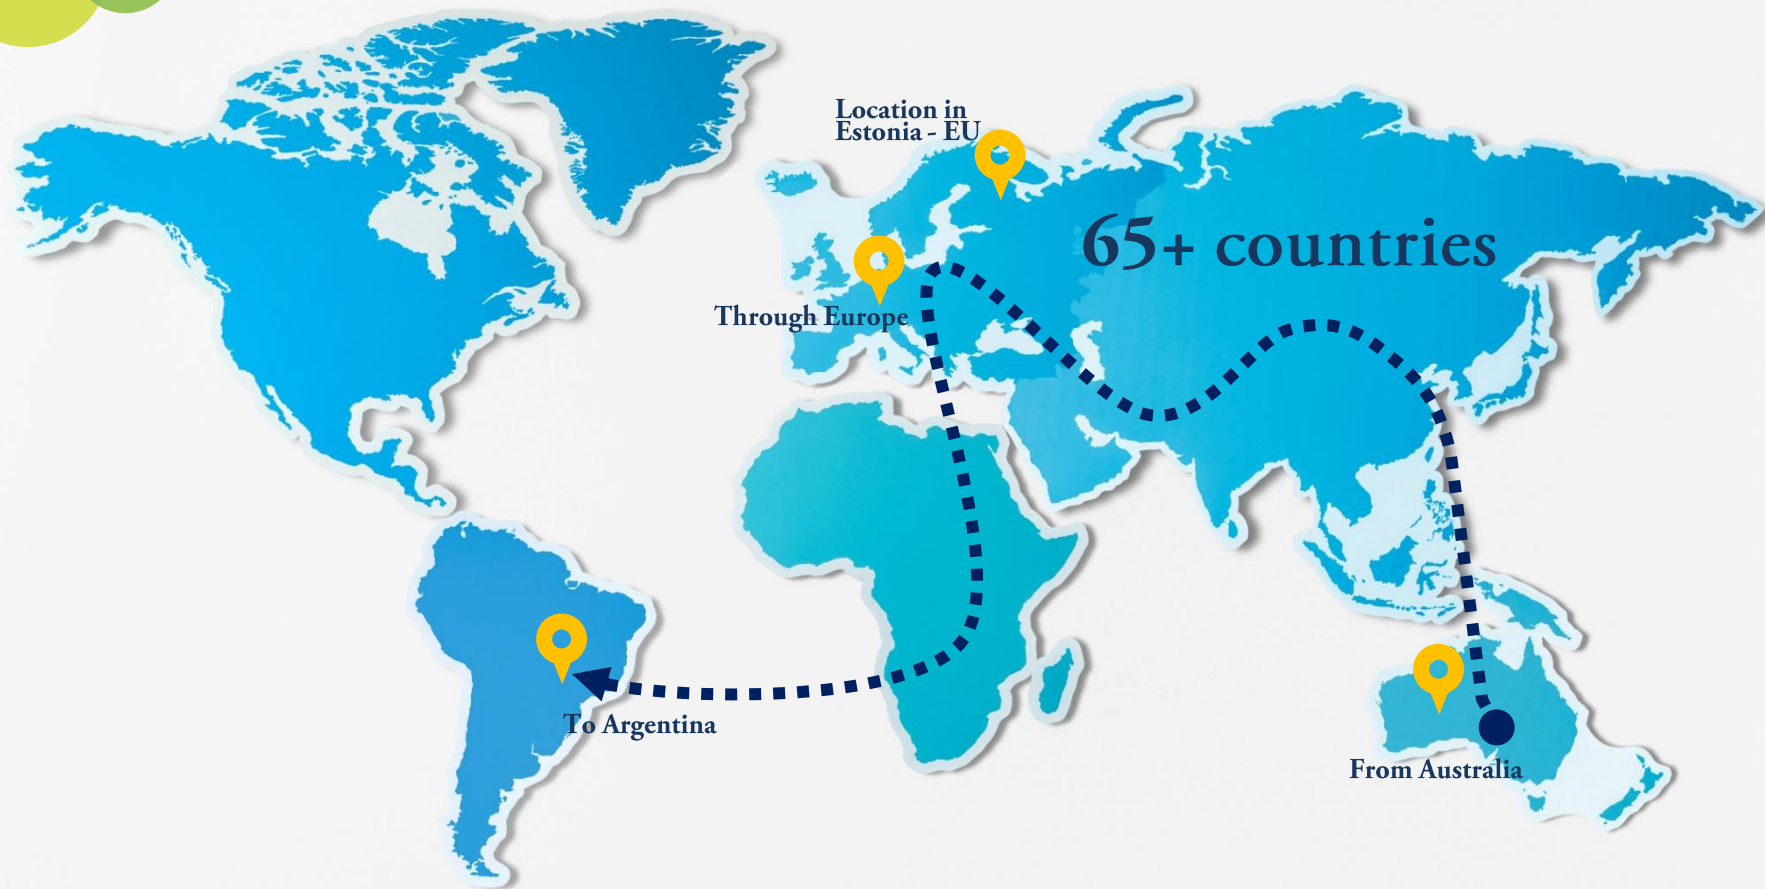 Location in
Estonia - EU
65+ countries
Through Europe
To Argentina
From Australia